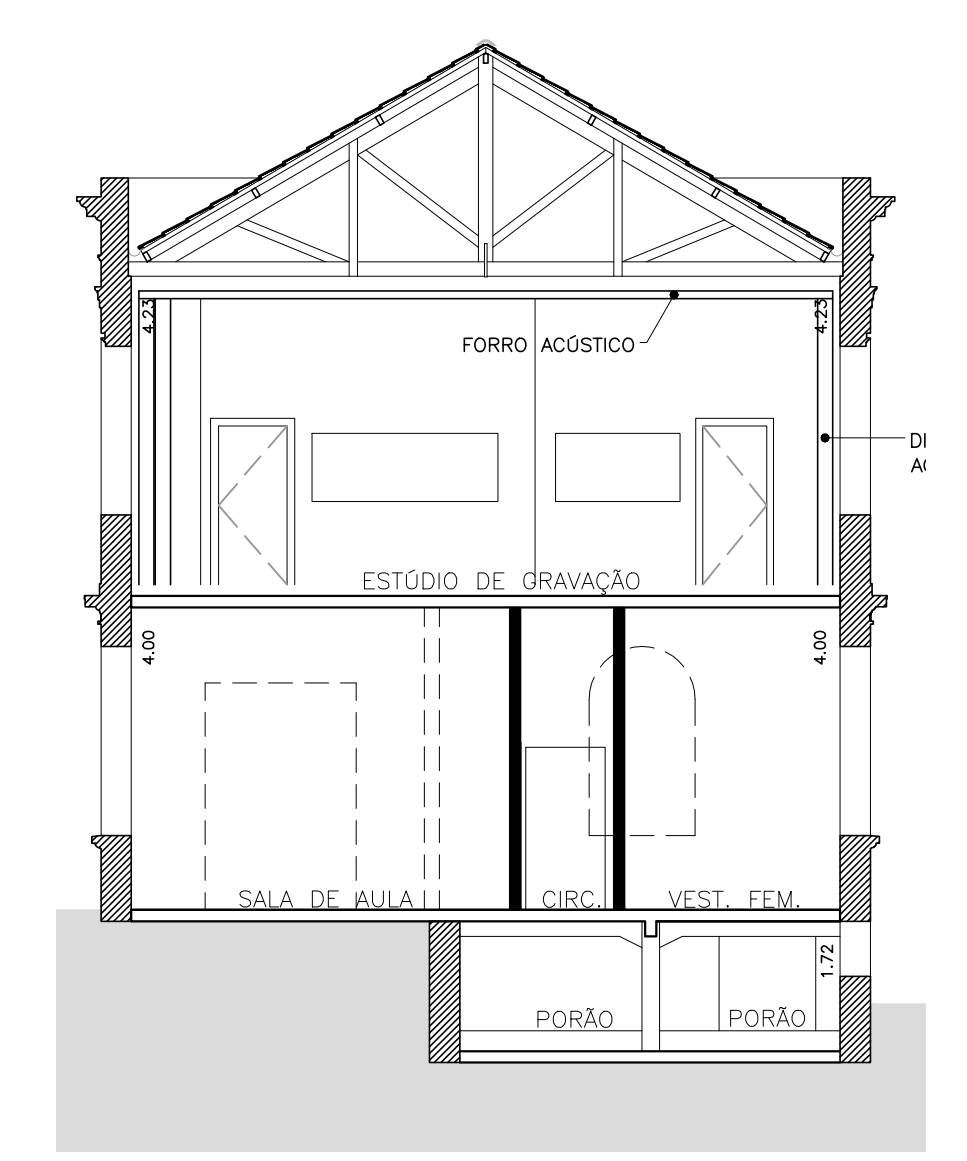 4.23
4.23
FORRO ACÚSTICO
ESTÚDIO DE GRAVAÇÃO
4.00
4.00
SALA DE AULA
CIRC.
VEST. FEM.
1.72
PORÃO
PORÃO